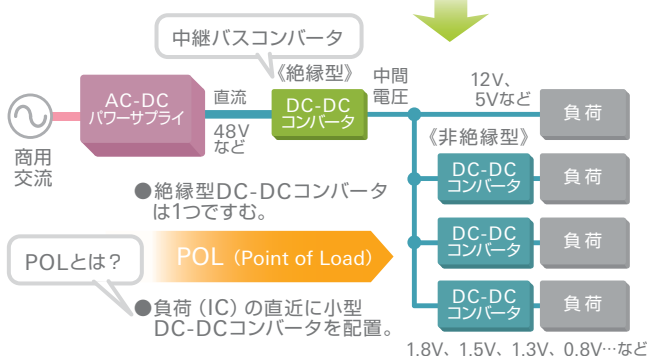 中継バスコンバータ
《絶縁型》
中間
電圧
AC-DC
パワーサプライ
直流
48V
など
DC-DC
コンバータ
12V、
5Vなど
負荷
商用
交流
《非絶縁型》
DC-DC
コンバータ
負荷
●絶縁型DC-DCコンバータ
は1つですむ。
DC-DC
コンバータ
負荷
POLとは？
POL（Point of Load）
●負荷（IC）の直近に小型
DC-DCコンバータを配置。
DC-DC
コンバータ
負荷
1.8V、1.5V、1.3V、0.8V…など